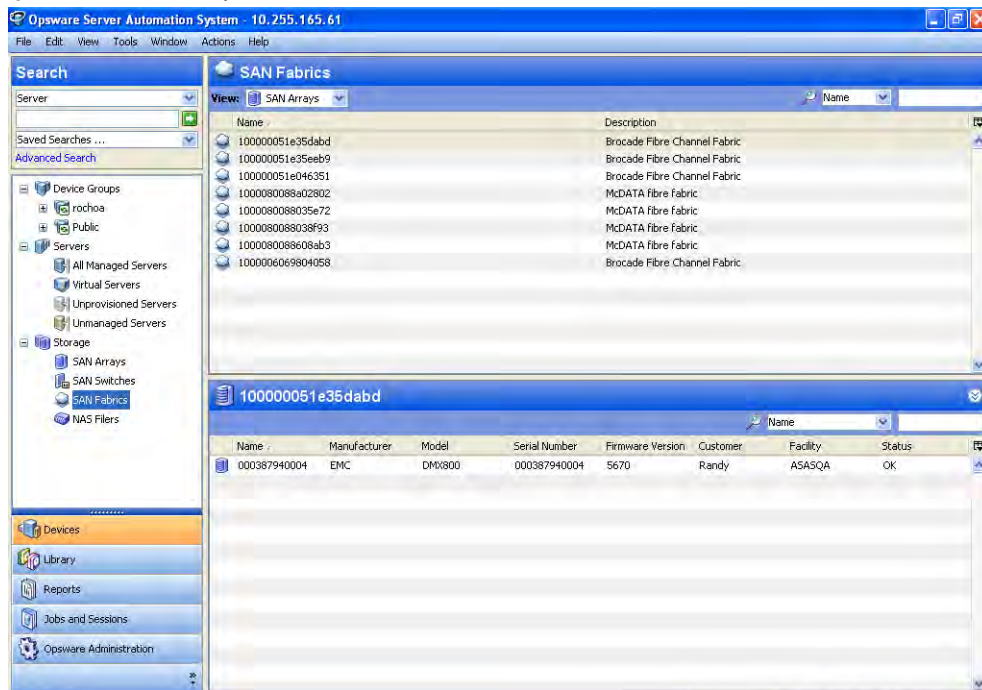 Opsware Server Automation System - 10.255.165.61
File Edit View Tools Window Actions Help
Search
Server
Saved Searches ...
Advanced Search
Device Groups
rochoa
Public
Servers
All Managed Servers
Virtual Servers
Unprovisioned Servers
Unmanaged Servers
Storage
SAN Arrays
SAN Switches
SAN Fabrics
NAS Filers
Devices
Library
Reports
Jobs and Sessions
Opsware Administration
SAN Fabrics
View: SAN Arrays Name
Name Description
100000051e35dabd Brocade Fibre Channel Fabric
100000051e35eeb9 Brocade Fibre Channel Fabric
100000051e046351 Brocade Fibre Channel Fabric
1000080088a02802 McDATA fibre fabric
1000080088035e72 McDATA fibre fabric
1000080088038f93 McDATA fibre fabric
1000080088608ab3 McDATA fibre fabric
1000006069804058 Brocade Fibre Channel Fabric
100000051e35dabd
Name
Name Manufacturer Model Serial Number Firmware Version Customer Facility Status
000387940004 EMC DMX800 000387940004 5670 Randy ASASQA OK